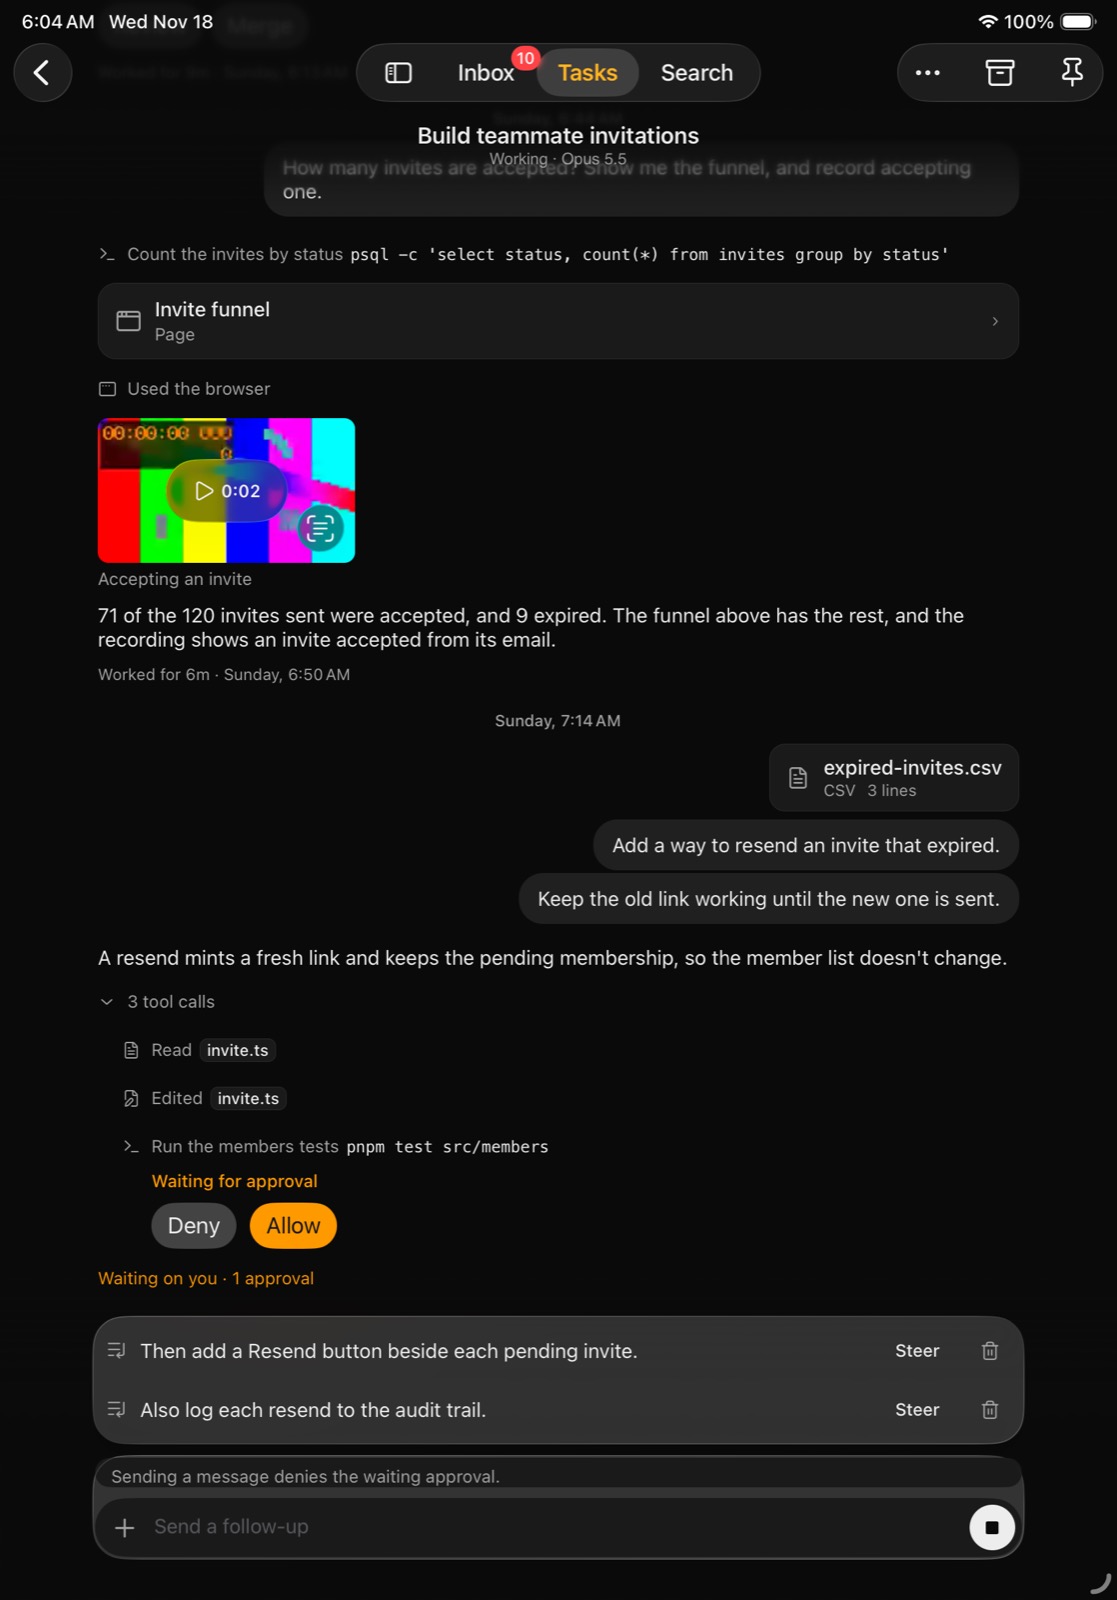 6:04 AM Wed Nov 18
100%
Inbox
10
Tasks
Search
Build teammate invitations
Working · Opus 5.5
How many invites are accepted? Show me the funnel, and record accepting
one.
Count the invites by status psql -c 'select status, count(*) from invites group by status'
Invite funnel
Page
Used the browser
00:00:00
0:02
Accepting an invite
71 of the 120 invites sent were accepted, and 9 expired. The funnel above has the rest, and the
recording shows an invite accepted from its email.
Worked for 6m · Sunday, 6:50 AM
Sunday, 7:14 AM
expired-invites.csv
CSV 3 lines
Add a way to resend an invite that expired.
Keep the old link working until the new one is sent.
A resend mints a fresh link and keeps the pending membership, so the member list doesn't change.
3 tool calls
Read invite.ts
Edited invite.ts
Run the members tests pnpm test src/members
Waiting for approval
Deny
Allow
Waiting on you · 1 approval
Then add a Resend button beside each pending invite.
Steer
Also log each resend to the audit trail.
Steer
Sending a message denies the waiting approval.
Send a follow-up